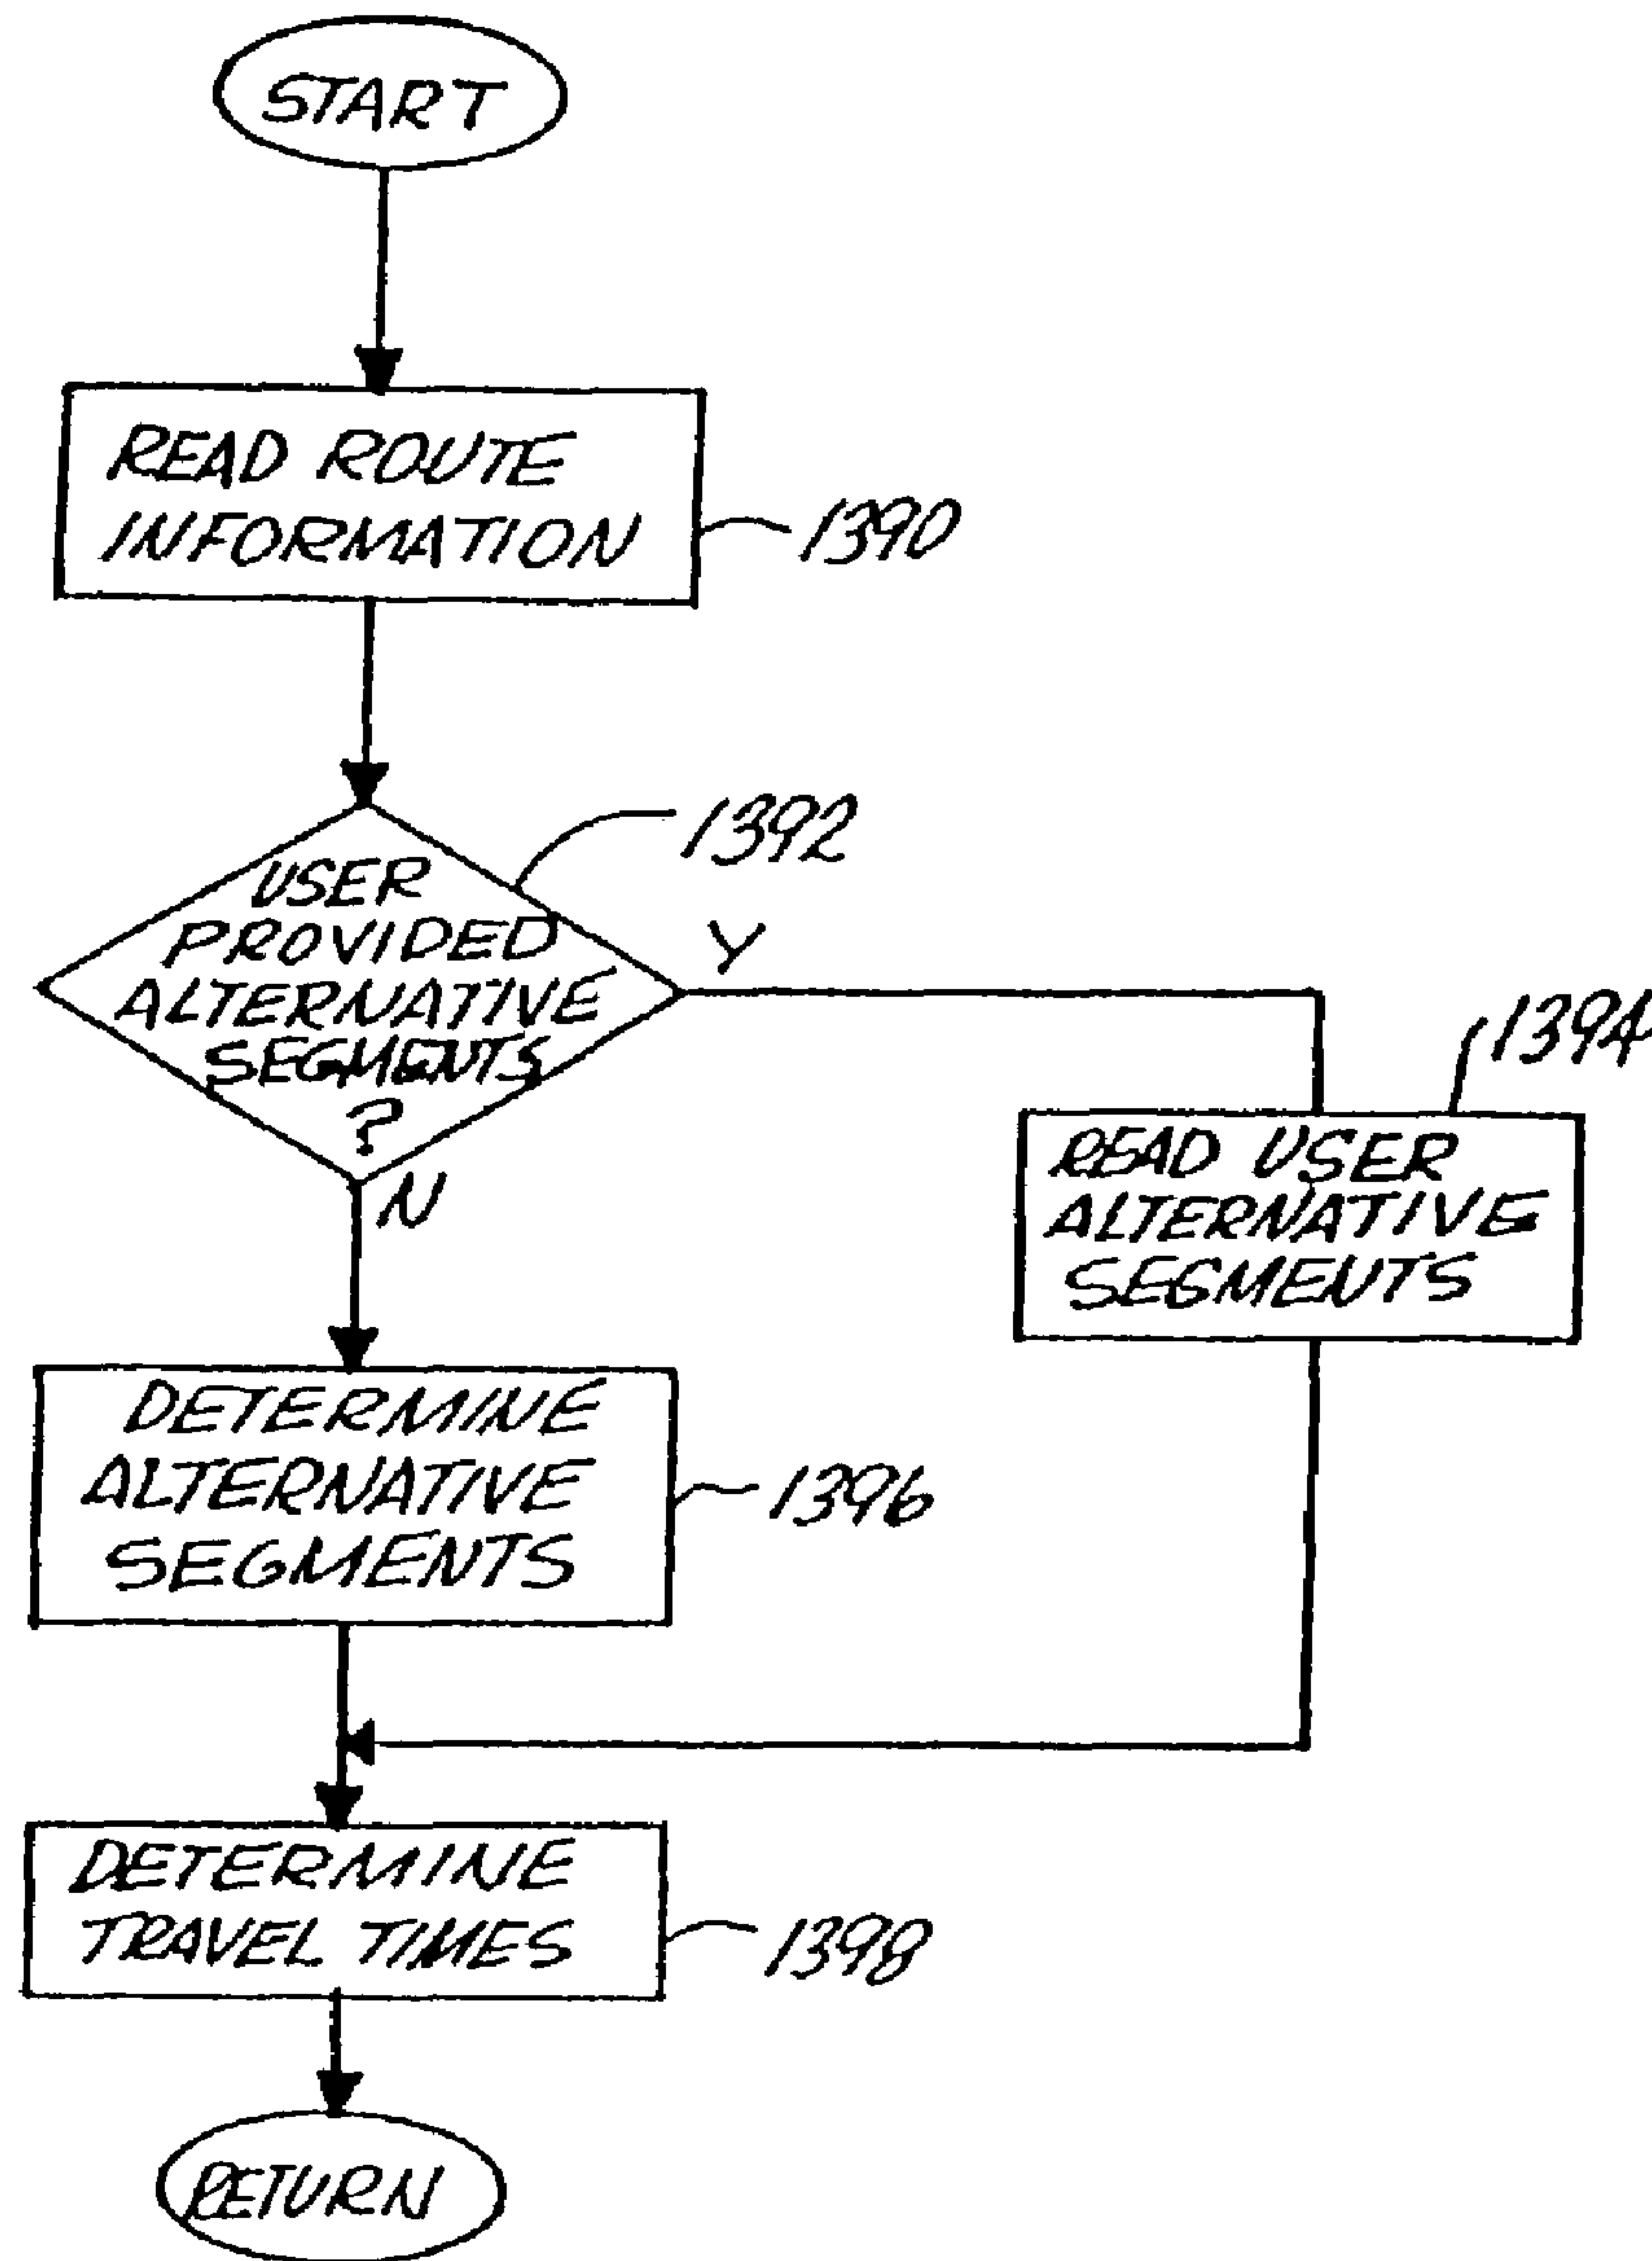 START
READ ROUTE
INFORMATION
1390
1392
USER
PROVIDED
ALTERNATIVE
SEGMENTS
?
Y
N
1394
READ USER
ALTERNATIVE
SEGMENTS
DETERMINE
ALTERNATIVE
SEGMENTS
1396
DETERMINE
TRAVEL TIMES
1398
RETURN